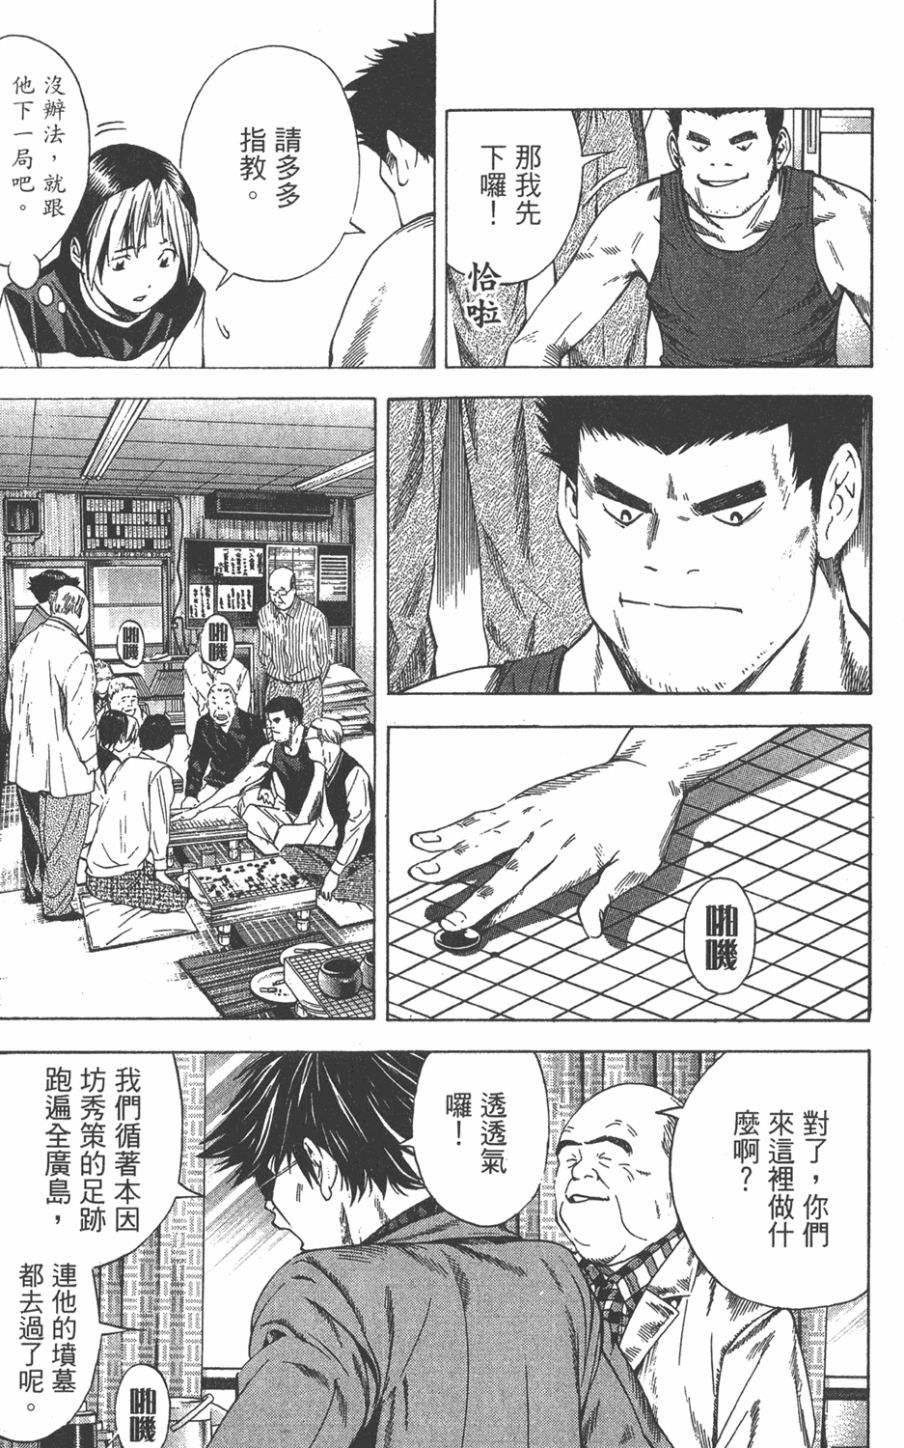 那我先
下囉！
恰啦
請多多
指教。
沒辦法，就跟
他下一局吧。
啪嘰
啪嘰
啪嘰
對了，你們
來這裡做什
麼啊？
透透氣
囉！
我們循著本因
坊秀策的足跡
跑遍全廣島，
連他的墳墓
都去過了呢。
啪嘰